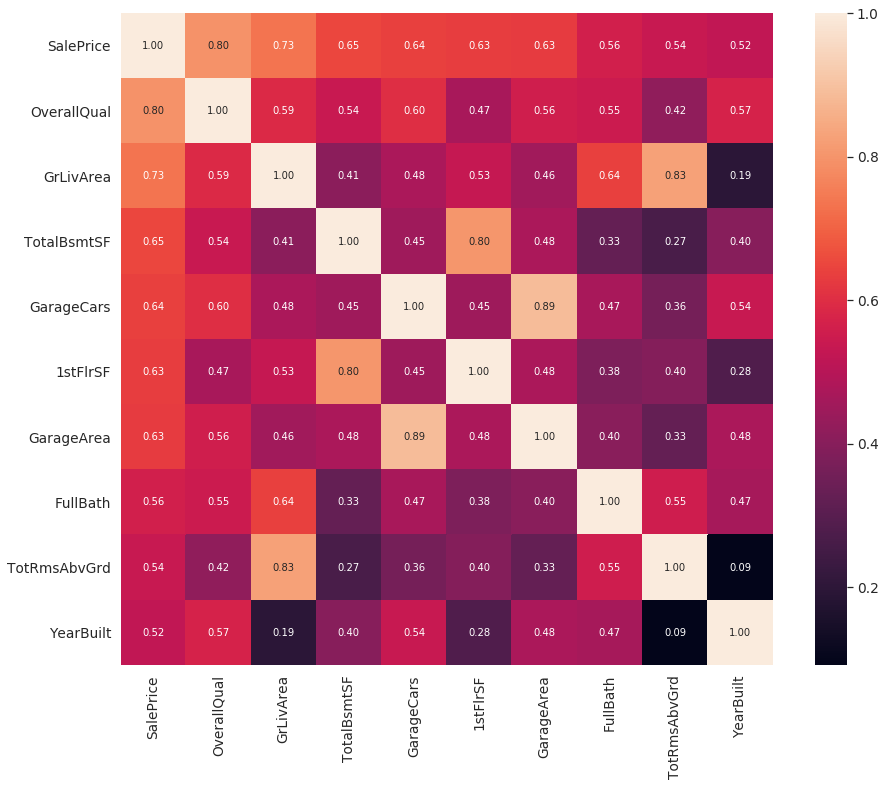 SalePrice 1.00 0.80 0.73 0.65 0.64 0.63 0.63 0.56 0.54 0.52
OverallQual 0.80 1.00 0.59 0.54 0.60 0.47 0.56 0.55 0.42 0.57
GrLivArea 0.73 0.59 1.00 0.41 0.48 0.53 0.46 0.64 0.83 0.19
TotalBsmtSF 0.65 0.54 0.41 1.00 0.45 0.80 0.48 0.33 0.27 0.40
GarageCars 0.64 0.60 0.48 0.45 1.00 0.45 0.89 0.47 0.36 0.54
1stFlrSF 0.63 0.47 0.53 0.80 0.45 1.00 0.48 0.38 0.40 0.28
GarageArea 0.63 0.56 0.46 0.48 0.89 0.48 1.00 0.40 0.33 0.48
FullBath 0.56 0.55 0.64 0.33 0.47 0.38 0.40 1.00 0.55 0.47
TotRmsAbvGrd 0.54 0.42 0.83 0.27 0.36 0.40 0.33 0.55 1.00 0.09
YearBuilt 0.52 0.57 0.19 0.40 0.54 0.28 0.48 0.47 0.09 1.00
SalePrice
OverallQual
GrLivArea
TotalBsmtSF
GarageCars
1stFlrSF
GarageArea
FullBath
TotRmsAbvGrd
YearBuilt
1.0
0.8
0.6
0.4
0.2